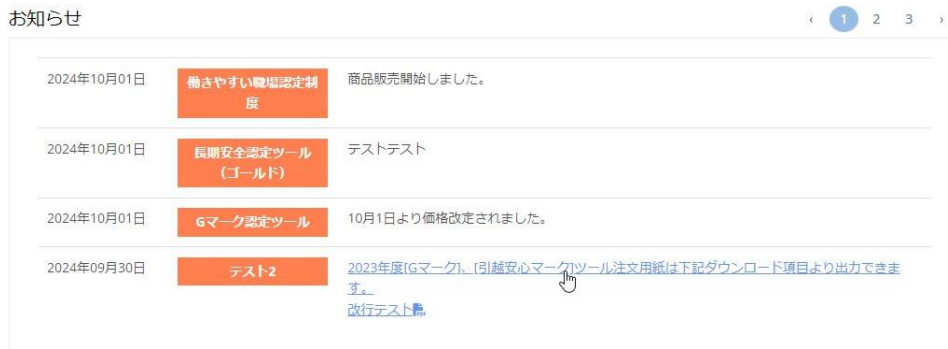 お知らせ
‹ 1 2 3 ›
2024年10月01日 働きやすい職場認定制度 商品販売開始しました。
2024年10月01日 長期安全認定ツール（ゴールド） テストテスト
2024年10月01日 Gマーク認定ツール 10月1日より価格改定されました。
2024年09月30日 テスト2 2023年度[Gマーク]、[引越安心マーク]ツール注文用紙は下記ダウンロード項目より出力できま
す。
改行テスト